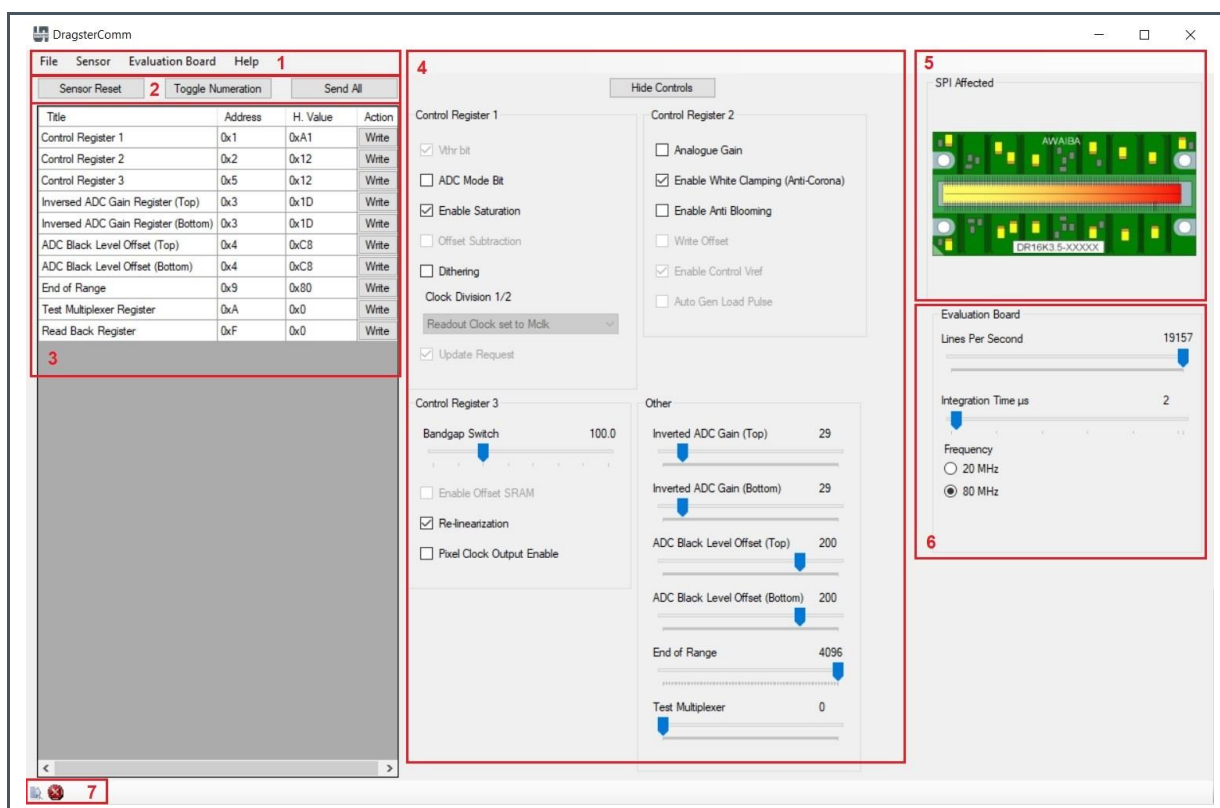 DragsterComm
File Sensor Evaluation Board Help 1
Sensor Reset 2 Toggle Numeration Send All
Title Address H. Value Action
Control Register 1 0x1 0xA1 Write
Control Register 2 0x2 0x12 Write
Control Register 3 0x5 0x12 Write
Inversed ADC Gain Register (Top) 0x3 0x1D Write
Inversed ADC Gain Register (Bottom) 0x3 0x1D Write
ADC Black Level Offset (Top) 0x4 0xC8 Write
ADC Black Level Offset (Bottom) 0x4 0xC8 Write
End of Range 0x9 0x80 Write
Test Multiplexer Register 0xA 0x0 Write
Read Back Register 0xF 0x0 Write
3
4
Hide Controls
Control Register 1
Vthr bit
ADC Mode Bit
Enable Saturation
Offset Subtraction
Dithering
Clock Division 1/2
Readout Clock set to Mclk
Update Request
Control Register 2
Analogue Gain
Enable White Clamping (Anti-Corona)
Enable Anti Blooming
Write Offset
Enable Control Vref
Auto Gen Load Pulse
Control Register 3
Bandgap Switch 100.0
Enable Offset SRAM
Re-linearization
Pixel Clock Output Enable
Other
Inverted ADC Gain (Top) 29
Inverted ADC Gain (Bottom) 29
ADC Black Level Offset (Top) 200
ADC Black Level Offset (Bottom) 200
End of Range 4096
Test Multiplexer 0
5
SPI Affected
AWAIBA
DR16K3.5-XXXXX
Evaluation Board
Lines Per Second 19157
Integration Time µs 2
Frequency
20 MHz
80 MHz
6
7